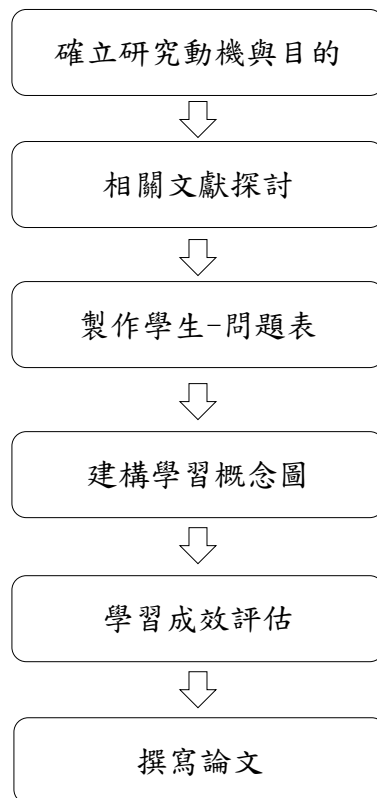 確立研究動機與目的
相關文獻探討
製作學生-問題表
建構學習概念圖
學習成效評估
撰寫論文